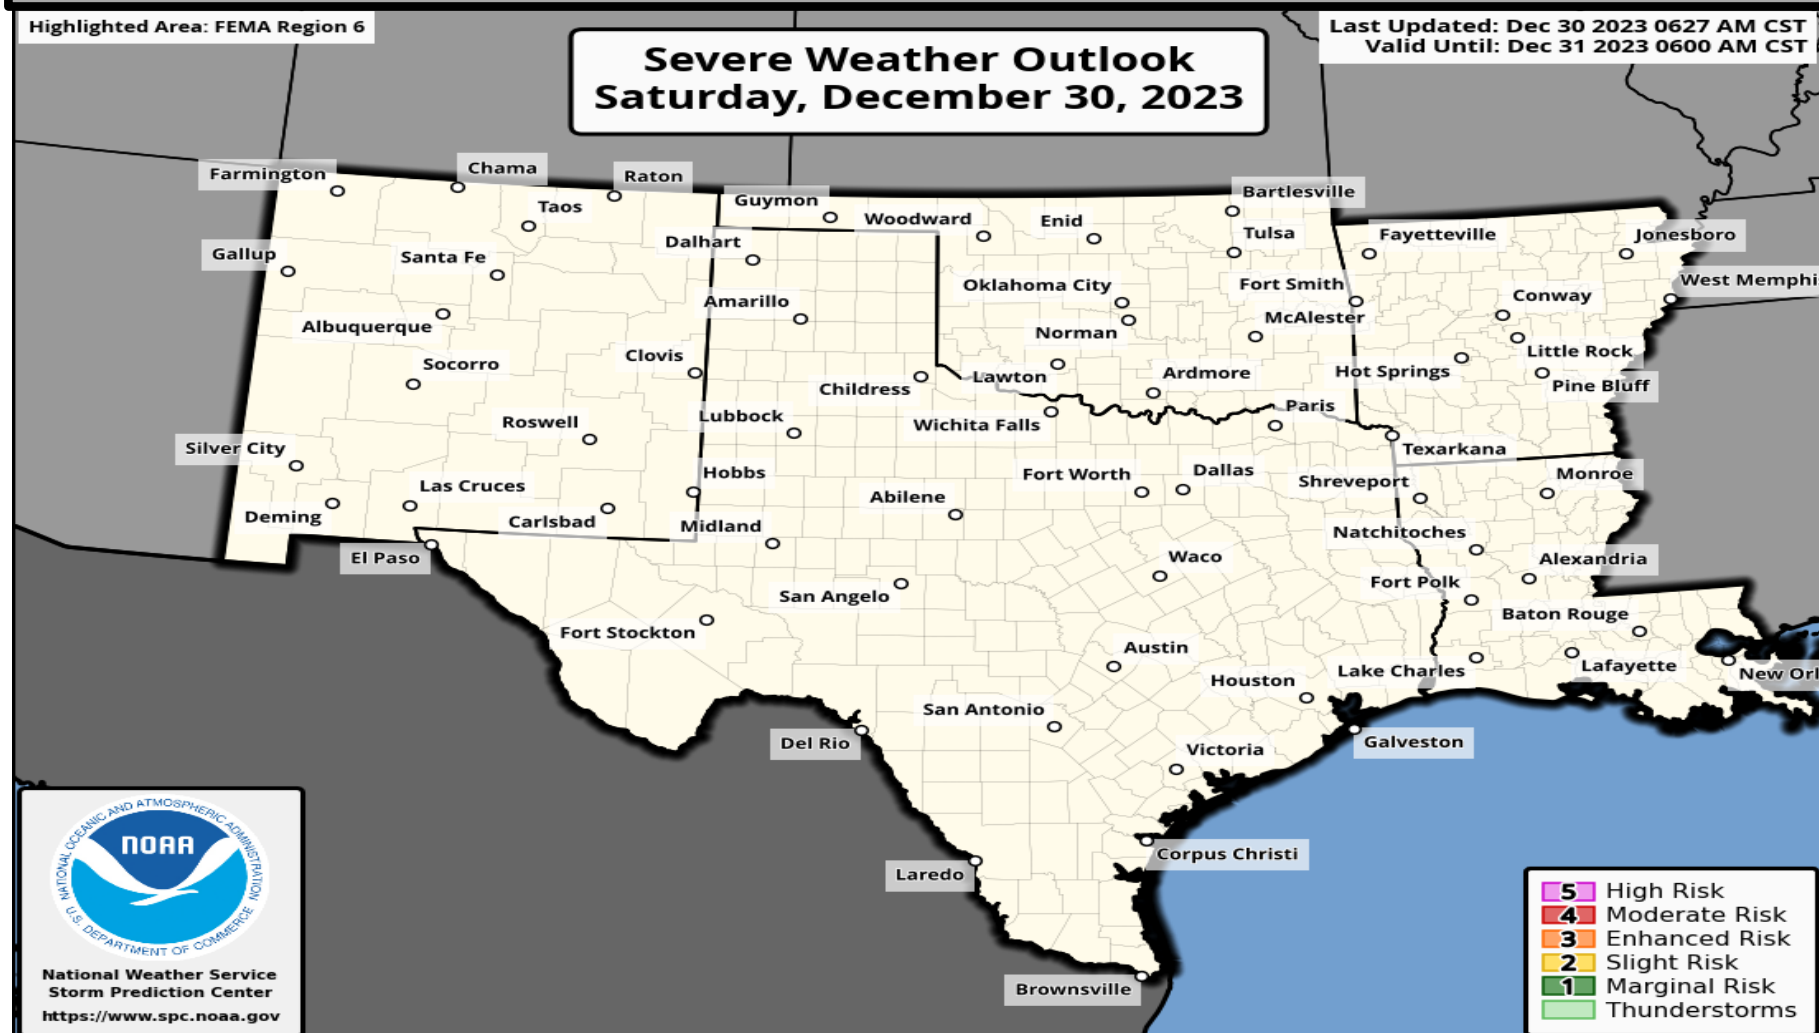 Highlighted Area: FEMA Region 6
Severe Weather Outlook
Saturday, December 30, 2023
Last Updated: Dec 30 2023 0627 AM CST
Valid Until: Dec 31 2023 0600 AM CST
Farmington
Chama
Raton
Taos
Guymon
Woodward
Enid
Bartlesville
Tulsa
Fayetteville
Jonesboro
Gallup
Santa Fe
Dalhart
Oklahoma City
Fort Smith
Conway
West Memphi
Albuquerque
Amarillo
Norman
McAlester
Little Rock
Socorro
Clovis
Childress
Lawton
Ardmore
Hot Springs
Pine Bluff
Roswell
Lubbock
Wichita Falls
Paris
Texarkana
Silver City
Las Cruces
Hobbs
Abilene
Fort Worth
Dallas
Shreveport
Monroe
Deming
Carlsbad
Midland
Natchitoches
El Paso
San Angelo
Waco
Fort Polk
Alexandria
Fort Stockton
Austin
Baton Rouge
Houston
Lake Charles
Lafayette
New Orl
San Antonio
Del Rio
Victoria
Galveston
Laredo
Corpus Christi
Brownsville
NATIONAL OCEANIC AND ATMOSPHERIC ADMINISTRATION
NOAA
U.S. DEPARTMENT OF COMMERCE
National Weather Service
Storm Prediction Center
https://www.spc.noaa.gov
5 High Risk
4 Moderate Risk
3 Enhanced Risk
2 Slight Risk
1 Marginal Risk
Thunderstorms